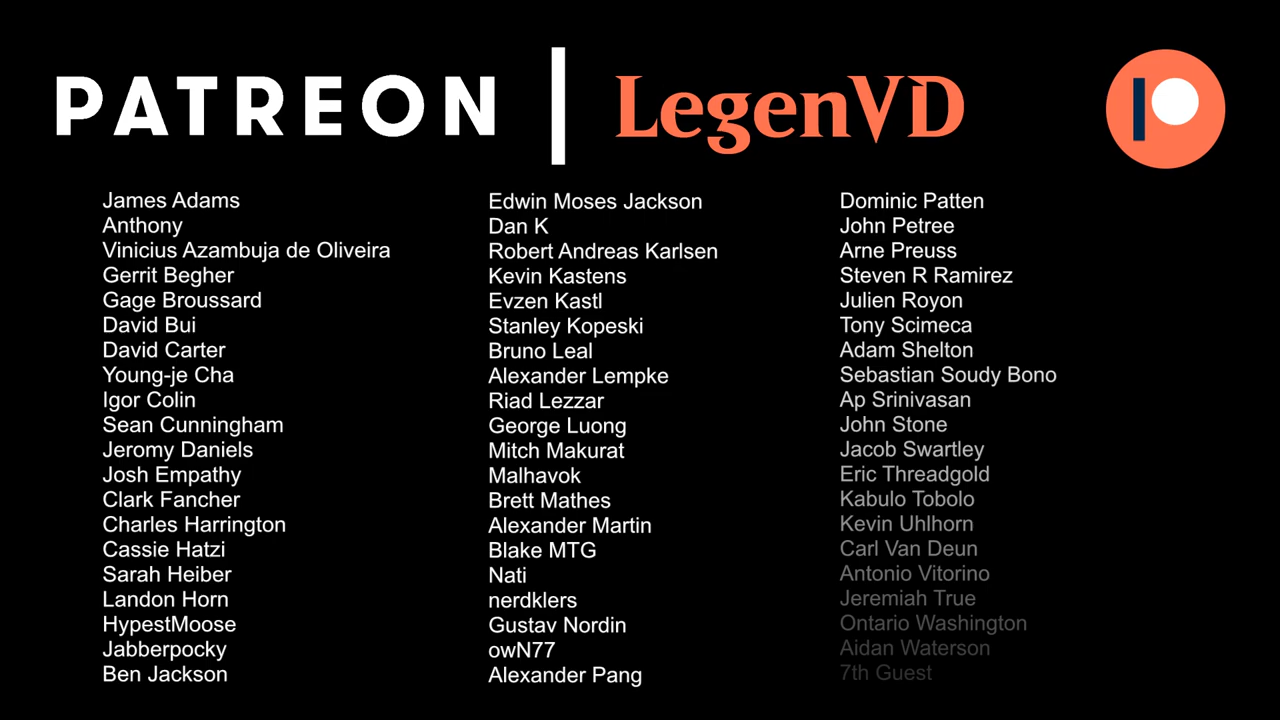 PATREON | LegenVD
James Adams
Anthony
Vinicius Azambuja de Oliveira
Gerrit Begher
Gage Broussard
David Bui
David Carter
Young-je Cha
Igor Colin
Sean Cunningham
Jeromy Daniels
Josh Empathy
Clark Fancher
Charles Harrington
Cassie Hatzi
Sarah Heiber
Landon Horn
HypestMoose
Jabberpocky
Ben Jackson
Edwin Moses Jackson
Dan K
Robert Andreas Karlsen
Kevin Kastens
Evzen Kastl
Stanley Kopeski
Bruno Leal
Alexander Lempke
Riad Lezzar
George Luong
Mitch Makurat
Malhavok
Brett Mathes
Alexander Martin
Blake MTG
Nati
nerdklers
Gustav Nordin
owN77
Alexander Pang
Dominic Patten
John Petree
Arne Preuss
Steven R Ramirez
Julien Royon
Tony Scimeca
Adam Shelton
Sebastian Soudy Bono
Ap Srinivasan
John Stone
Jacob Swartley
Eric Threadgold
Kabulo Tobolo
Kevin Uhlhorn
Carl Van Deun
Antonio Vitorino
Jeremiah True
Ontario Washington
Aidan Waterson
7th Guest